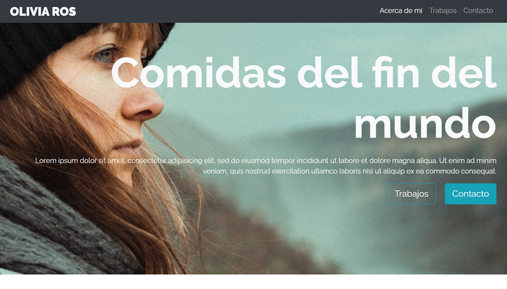 OLIVIA ROS
Acerca de mí Trabajos Contacto
Comidas del fin del
mundo
Lorem ipsum dolor sit amet, consectetur adipisicing elit, sed do eiusmod tempor incididunt ut labore et dolore magna aliqua. Ut enim ad minim
veniam, quis nostrud exercitation ullamco laboris nisi ut aliquip ex ea commodo consequat.
Trabajos Contacto